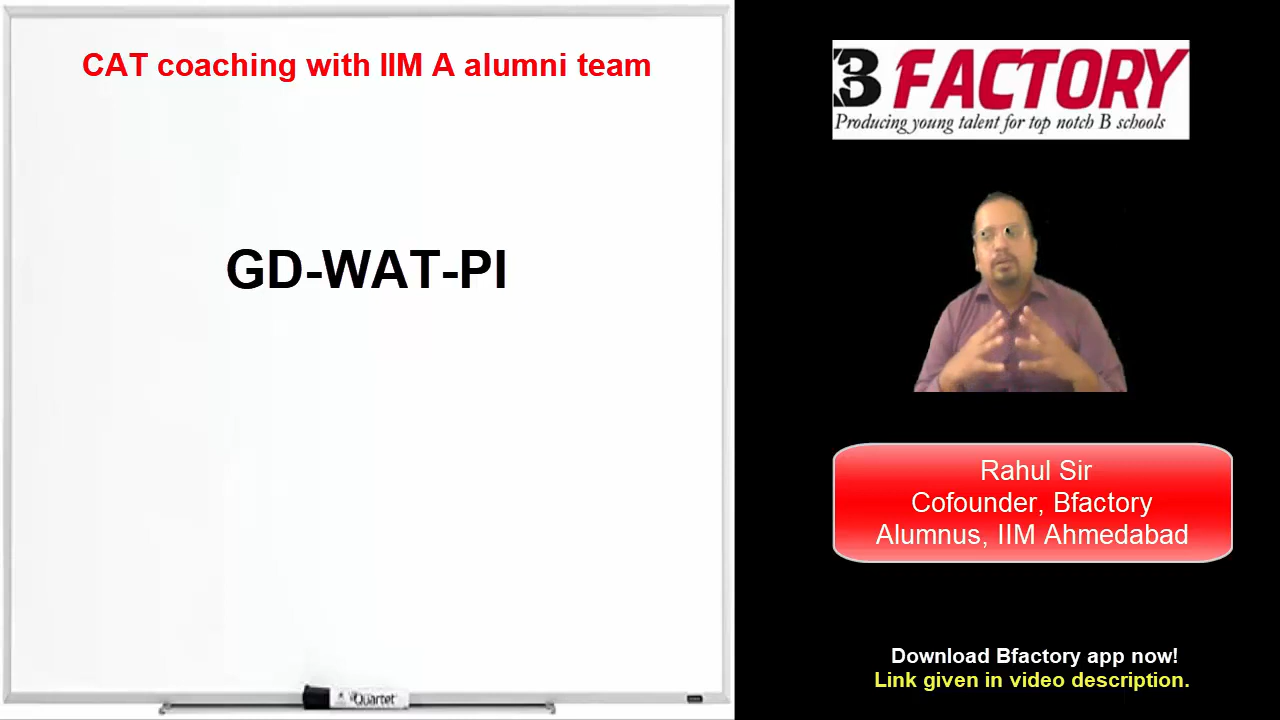 CAT coaching with IIM A alumni team
GD-WAT-PI
Quartet
B FACTORY
Producing young talent for top notch B schools
Rahul Sir
Cofounder, Bfactory
Alumnus, IIM Ahmedabad
Download Bfactory app now!
Link given in video description.